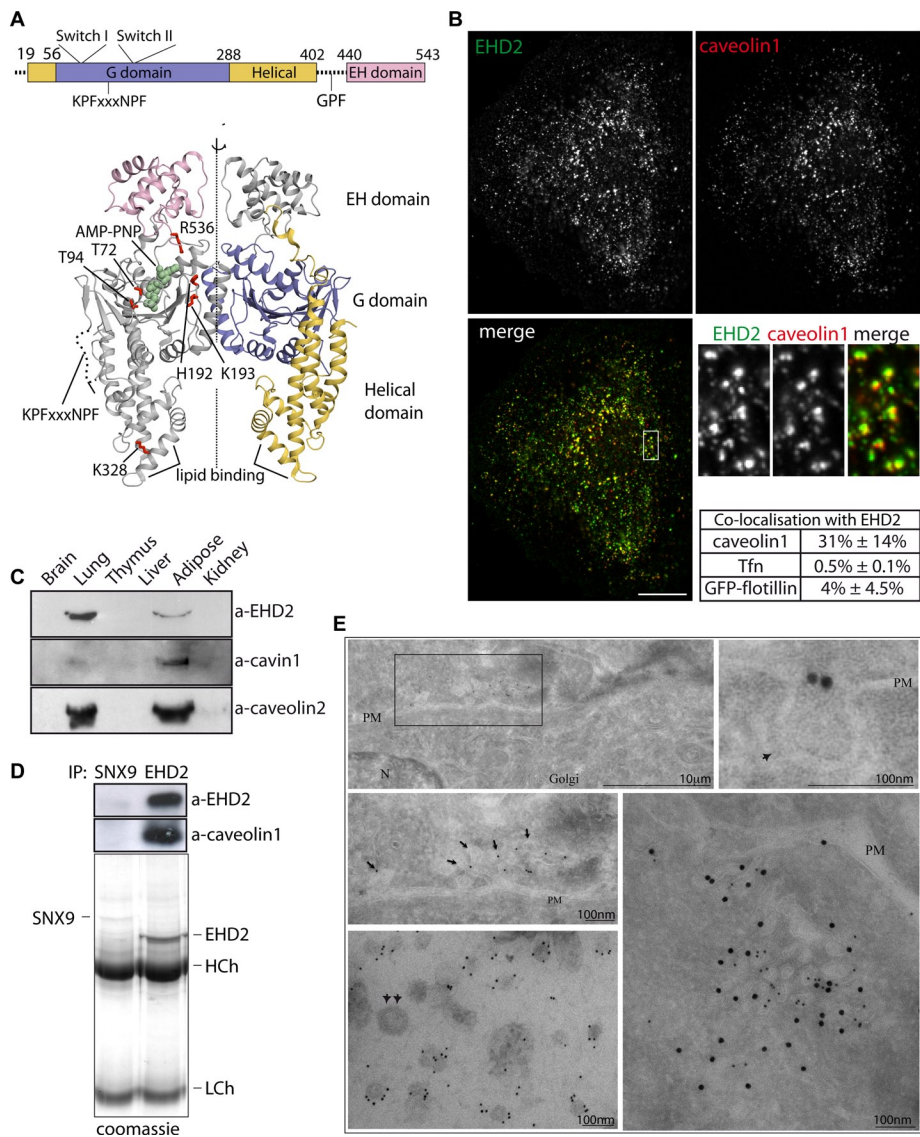 A
Switch I Switch II
19 56 288 402 440 543
G domain Helical EH domain
KPFxxxNPF GPF
EH domain
AMP-PNP R536
T72
T94
G domain
H192 K193
KPFxxxNPF
Helical
domain
K328
lipid binding
B
EHD2 caveolin1
merge EHD2 caveolin1 merge
Co-localisation with EHD2
caveolin1 31% ± 14%
Tfn 0.5% ± 0.1%
GFP-flotillin 4% ± 4.5%
C
Brain Lung Thymus Liver Adipose Kidney
a-EHD2
a-cavin1
a-caveolin2
D
IP: SNX9 EHD2
a-EHD2
a-caveolin1
SNX9
EHD2
HCh
LCh
coomassie
E
PM
N
Golgi
10µm
PM
100nm
PM
100nm
100nm
PM
100nm